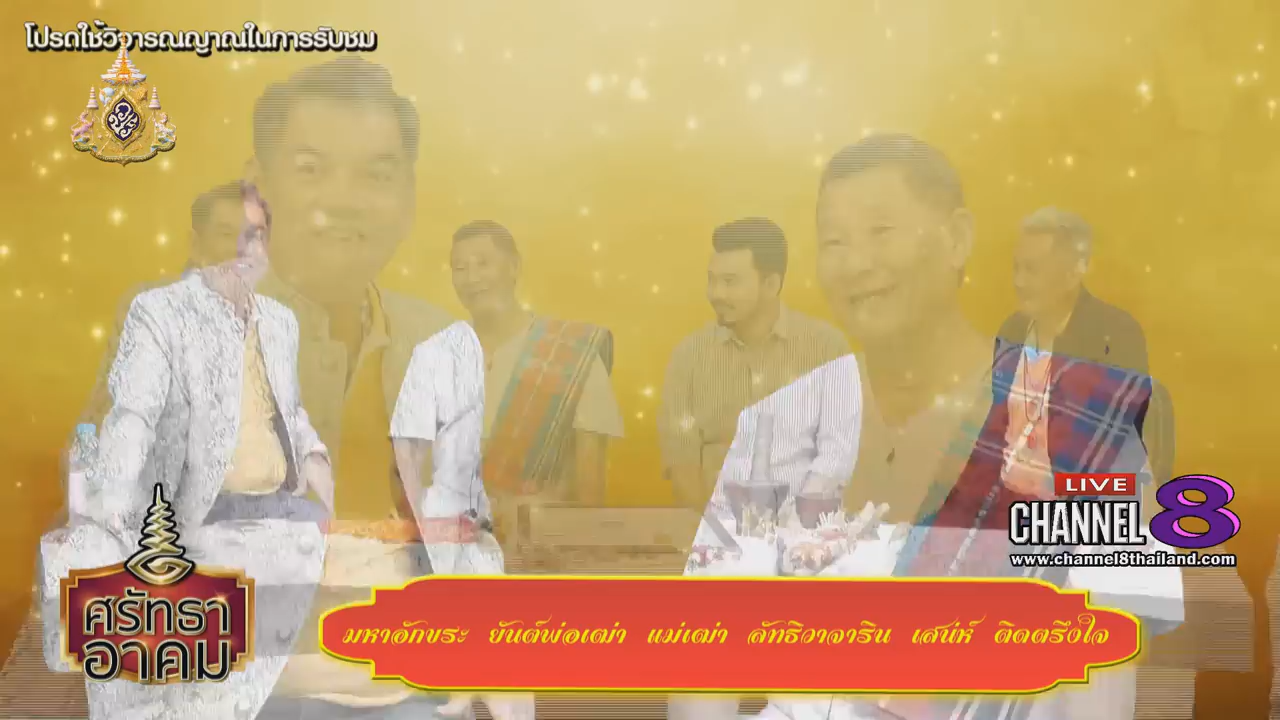 โปรดใช้วิจารณญาณในการรับชม
LIVE
CHANNEL 8
www.channel8thailand.com
ศรัทธา
อาคม
มหาอักขระ ยันต์พ่อเฒ่า แม่เฒ่า ลัทธิวาจาริน เสน่ห์ ติดตรึงใจ